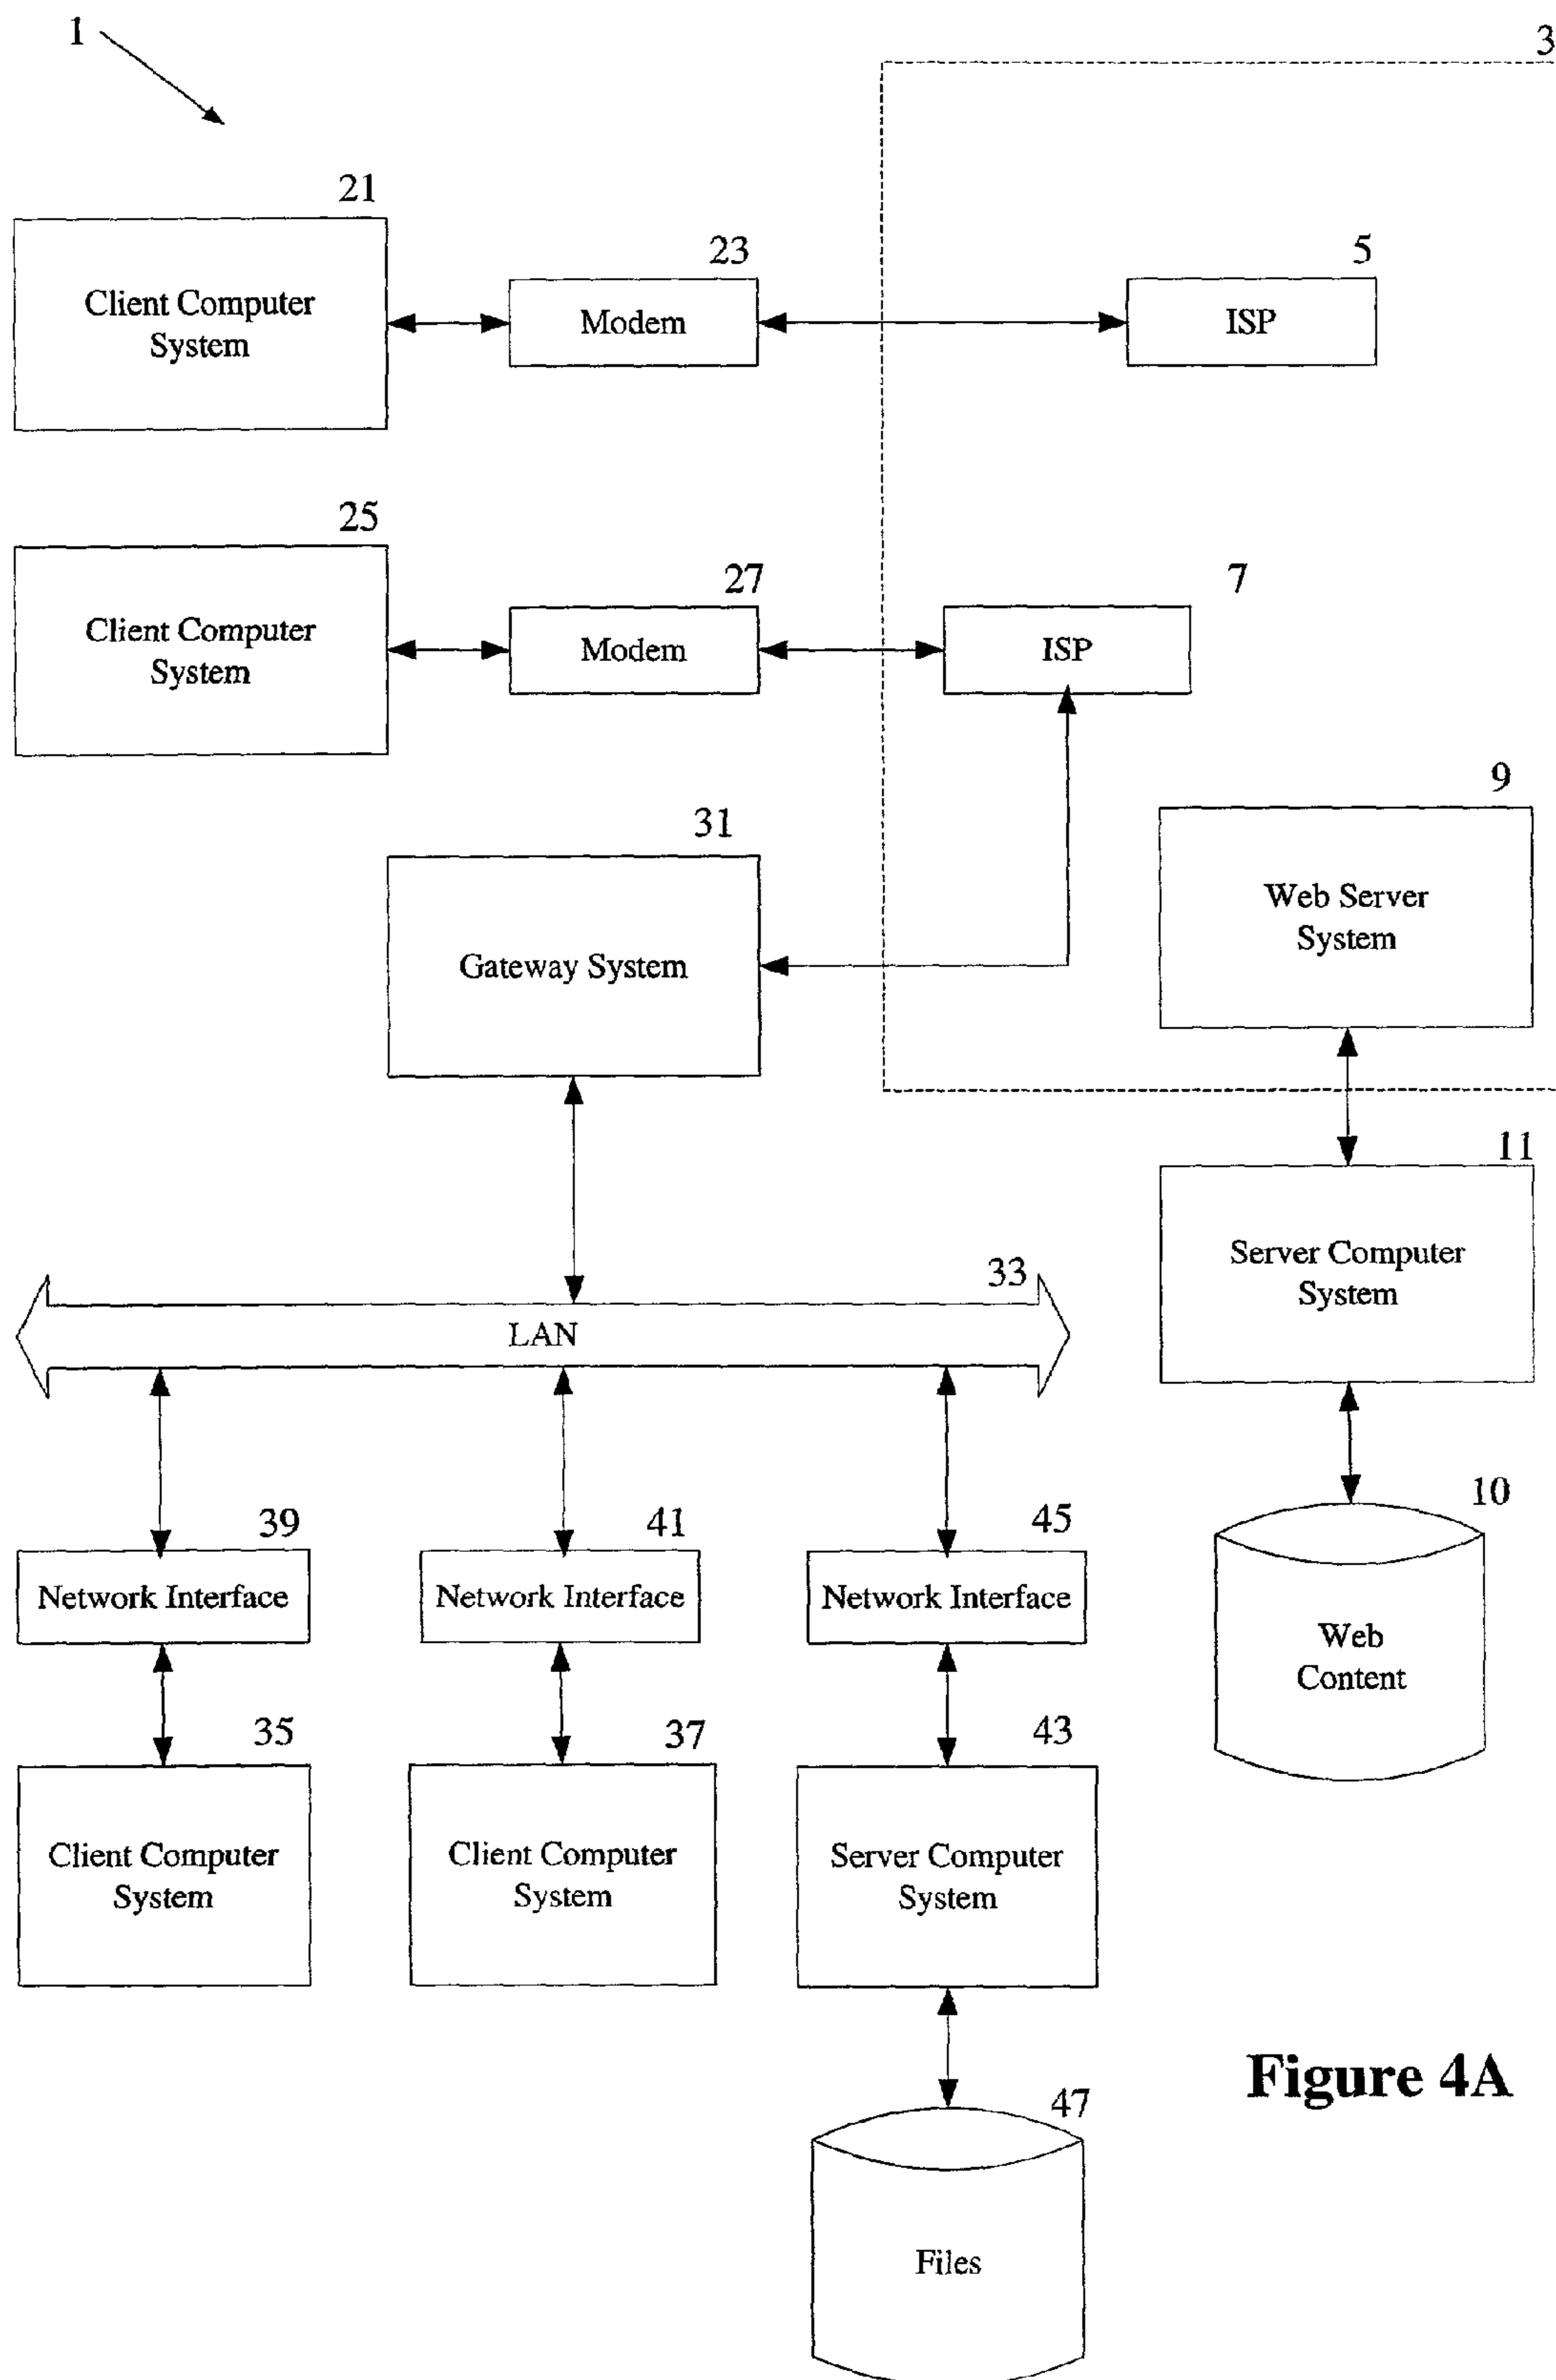 1
3
21
Client Computer
System
23
Modem
5
ISP
25
Client Computer
System
27
Modem
7
ISP
31
Gateway System
9
Web Server
System
11
Server Computer
System
33
LAN
10
Web
Content
39
Network Interface
41
Network Interface
45
Network Interface
35
Client Computer
System
37
Client Computer
System
43
Server Computer
System
47
Files
Figure 4A